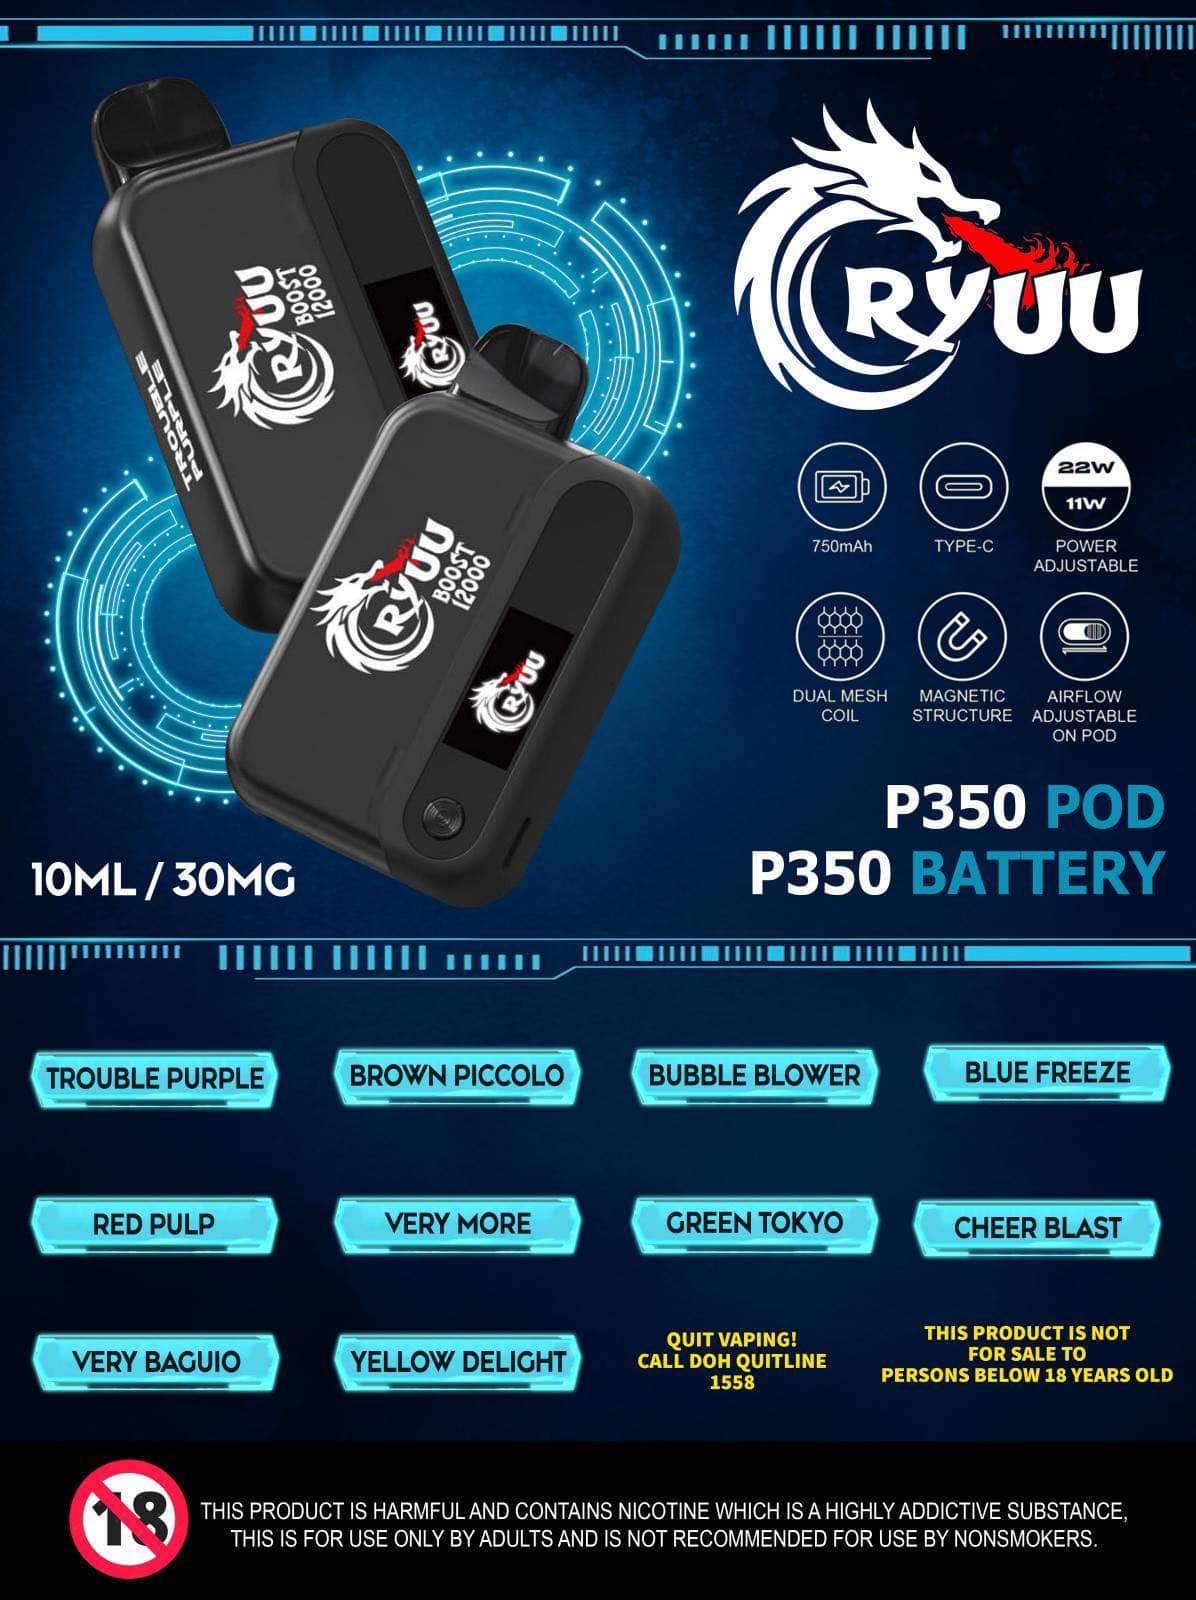 RYUU
BOOST
12000
TROUBLE
PURPLE
RYUU
RYUU
BOOST
12000
RYUU
RYUU
22W
11W
750mAh
TYPE-C
POWER
ADJUSTABLE
DUAL MESH
COIL
MAGNETIC
STRUCTURE
AIRFLOW
ADJUSTABLE
ON POD
P350 POD
P350 BATTERY
10ML / 30MG
TROUBLE PURPLE
BROWN PICCOLO
BUBBLE BLOWER
BLUE FREEZE
RED PULP
VERY MORE
GREEN TOKYO
CHEER BLAST
VERY BAGUIO
YELLOW DELIGHT
QUIT VAPING!
CALL DOH QUITLINE
1558
THIS PRODUCT IS NOT
FOR SALE TO
PERSONS BELOW 18 YEARS OLD
18
THIS PRODUCT IS HARMFUL AND CONTAINS NICOTINE WHICH IS A HIGHLY ADDICTIVE SUBSTANCE,
THIS IS FOR USE ONLY BY ADULTS AND IS NOT RECOMMENDED FOR USE BY NONSMOKERS.